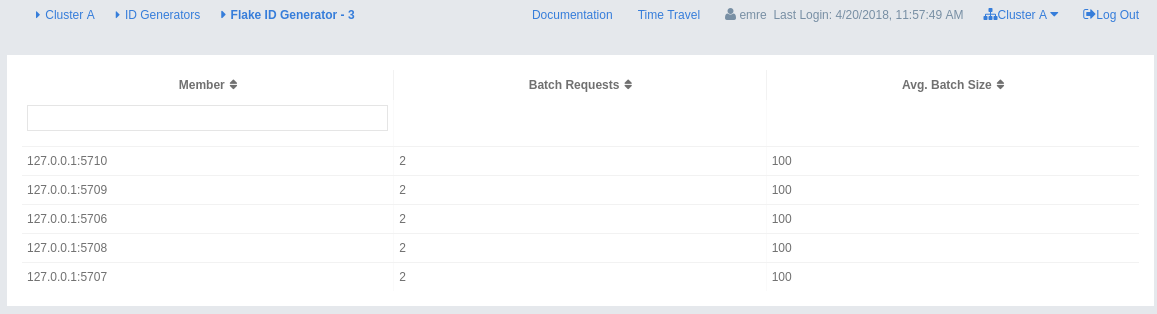 Cluster A ID Generators Flake ID Generator - 3 Documentation Time Travel emre Last Login: 4/20/2018, 11:57:49 AM Cluster A Log Out
Member Batch Requests Avg. Batch Size
127.0.0.1:5710 2 100
127.0.0.1:5709 2 100
127.0.0.1:5706 2 100
127.0.0.1:5708 2 100
127.0.0.1:5707 2 100